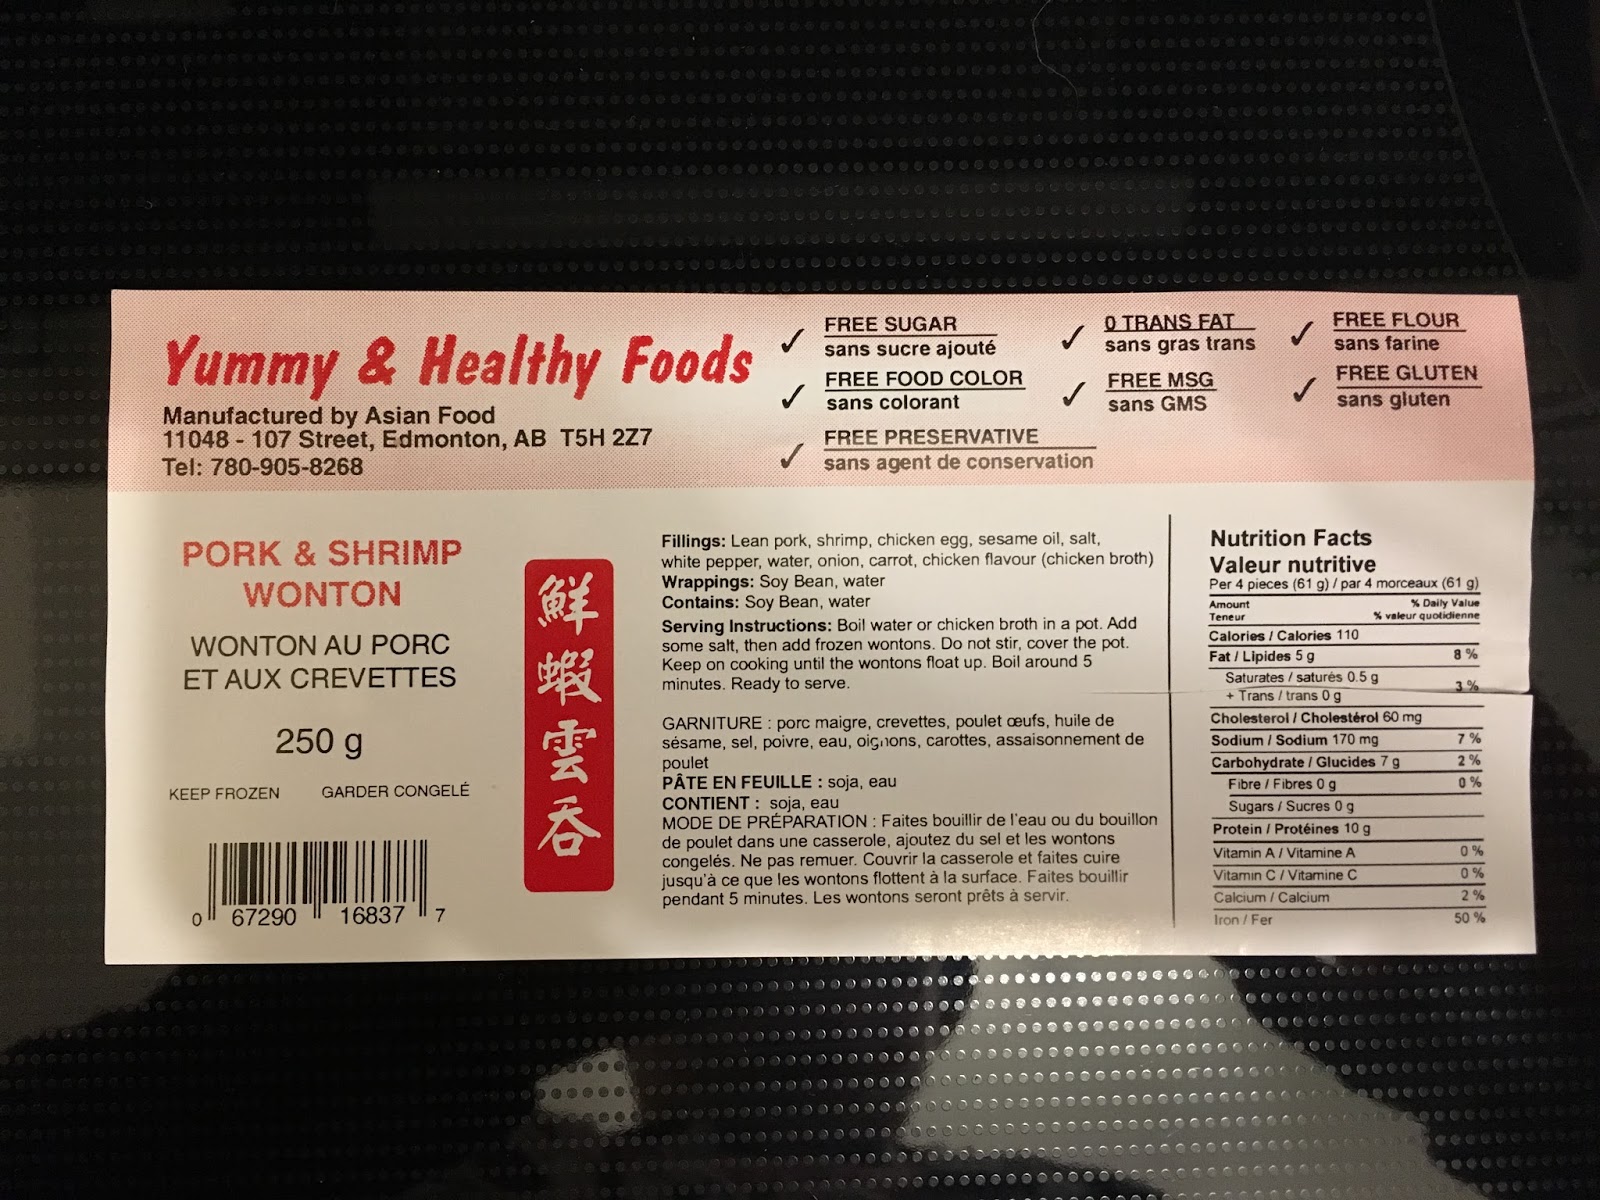 Yummy & Healthy Foods
Manufactured by Asian Food
11048 - 107 Street, Edmonton, AB T5H 2Z7
Tel: 780-905-8268
✓ FREE SUGAR
sans sucre ajouté
✓ FREE FOOD COLOR
sans colorant
✓ FREE PRESERVATIVE
sans agent de conservation
✓ 0 TRANS FAT
sans gras trans
✓ FREE MSG
sans GMS
✓ FREE FLOUR
sans farine
✓ FREE GLUTEN
sans gluten
PORK & SHRIMP
WONTON
WONTON AU PORC
ET AUX CREVETTES
250 g
KEEP FROZEN GARDER CONGELÉ
0 67290 16837 7
鮮蝦雲吞
Fillings: Lean pork, shrimp, chicken egg, sesame oil, salt,
white pepper, water, onion, carrot, chicken flavour (chicken broth)
Wrappings: Soy Bean, water
Contains: Soy Bean, water
Serving Instructions: Boil water or chicken broth in a pot. Add
some salt, then add frozen wontons. Do not stir, cover the pot.
Keep on cooking until the wontons float up. Boil around 5
minutes. Ready to serve.
GARNITURE : porc maigre, crevettes, poulet œufs, huile de
sésame, sel, poivre, eau, oignons, carottes, assaisonnement de
poulet
PÂTE EN FEUILLE : soja, eau
CONTIENT : soja, eau
MODE DE PRÉPARATION : Faites bouillir de l'eau ou du bouillon
de poulet dans une casserole, ajoutez du sel et les wontons
congelés. Ne pas remuer. Couvrir la casserole et faites cuire
jusqu'à ce que les wontons flottent à la surface. Faites bouillir
pendant 5 minutes. Les wontons seront prêts à servir.
Nutrition Facts
Valeur nutritive
Per 4 pieces (61 g) / par 4 morceaux (61 g)
Amount % Daily Value
Teneur % valeur quotidienne
Calories / Calories 110
Fat / Lipides 5 g 8 %
Saturates / saturés 0.5 g
+ Trans / trans 0 g 3 %
Cholesterol / Cholestérol 60 mg
Sodium / Sodium 170 mg 7 %
Carbohydrate / Glucides 7 g 2 %
Fibre / Fibres 0 g 0 %
Sugars / Sucres 0 g
Protein / Protéines 10 g
Vitamin A / Vitamine A 0 %
Vitamin C / Vitamine C 0 %
Calcium / Calcium 2 %
Iron / Fer 50 %